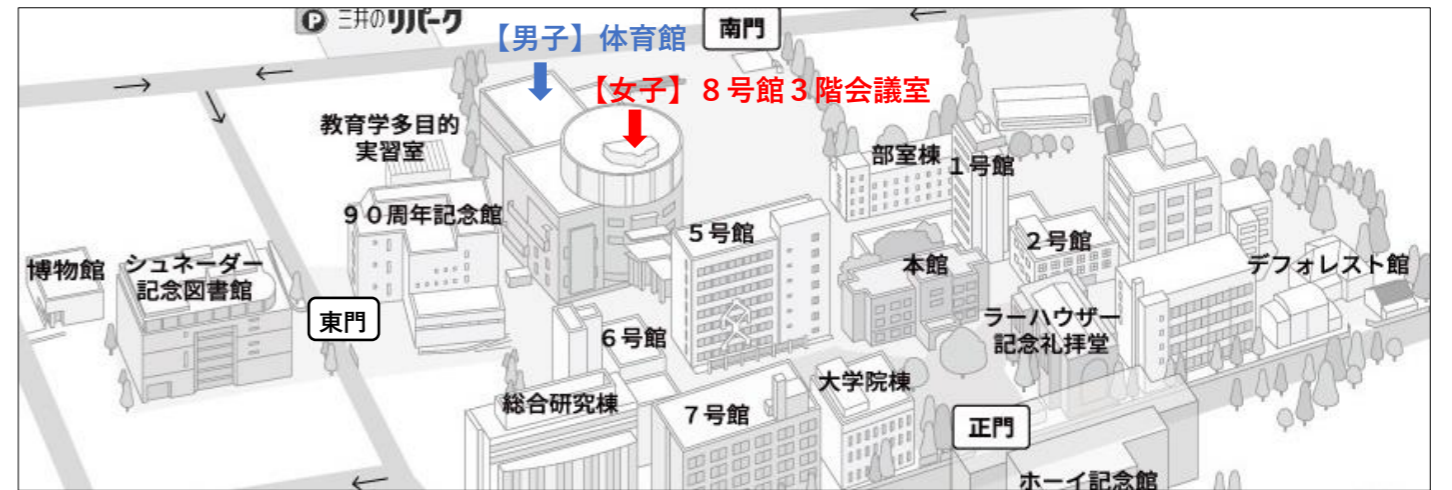 P 三井のリパーク
南門
【男子】体育館
【女子】８号館３階会議室
教育学多目的
実習室
部室棟
１号館
９０周年記念館
５号館
２号館
本館
デフォレスト館
博物館
シュネーダー
記念図書館
東門
６号館
ラーハウザー
記念礼拝堂
大学院棟
総合研究棟
７号館
正門
ホーイ記念館